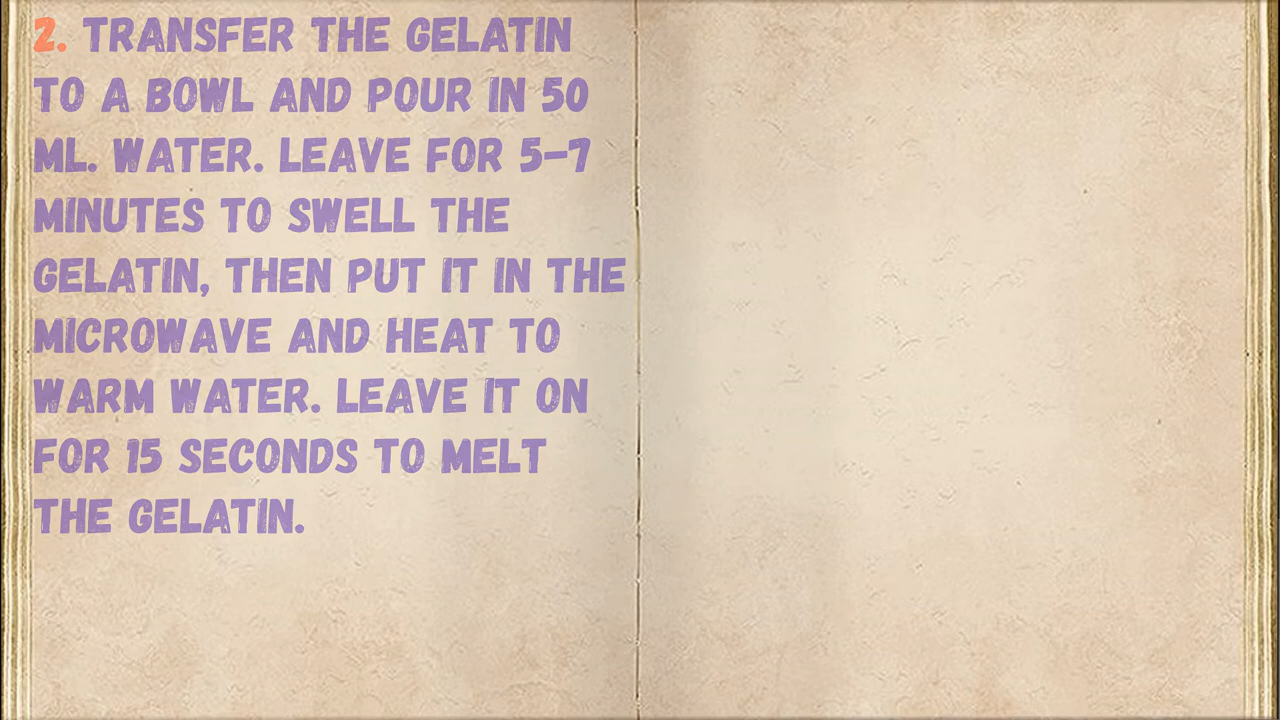 2. TRANSFER THE GELATIN
TO A BOWL AND POUR IN 50
ML. WATER. LEAVE FOR 5–7
MINUTES TO SWELL THE
GELATIN, THEN PUT IT IN THE
MICROWAVE AND HEAT TO
WARM WATER. LEAVE IT ON
FOR 15 SECONDS TO MELT
THE GELATIN.